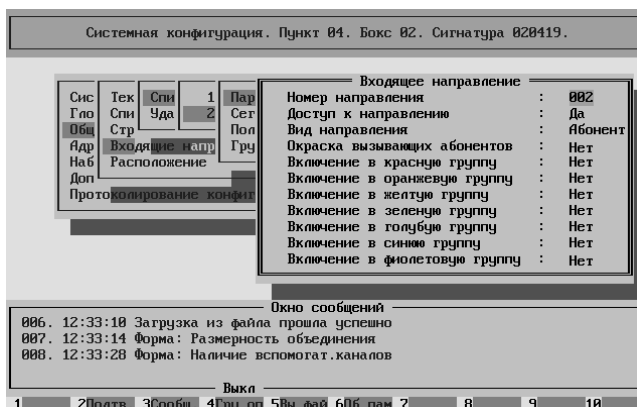 Системная конфигурация. Пункт 04. Бокс 02. Сигнатура 020419.
Сис Тек Спи 1 Пар
Гло Спи Уда 2 Сег
Общ Стр Пол
Адр Входящие напр Гру
Наб Расположение
Доп
Протоколирование конфиг
Входящее направление
Номер направления : 002
Доступ к направлению : Да
Вид направления : Абонент
Окраска вызывающих абонентов : Нет
Включение в красную группу : Нет
Включение в оранжевую группу : Нет
Включение в желтую группу : Нет
Включение в зеленую группу : Нет
Включение в голубую группу : Нет
Включение в синюю группу : Нет
Включение в фиолетовую группу : Нет
Окно сообщений
006. 12:33:10 Загрузка из файла прошла успешно
007. 12:33:14 Форма: Размерность объединения
008. 12:33:28 Форма: Наличие вспомогат.каналов
Выкл
1 2Подтв 3Сообщ 4Грц оп 5Вы фай 6Об пам 7 8 9 10